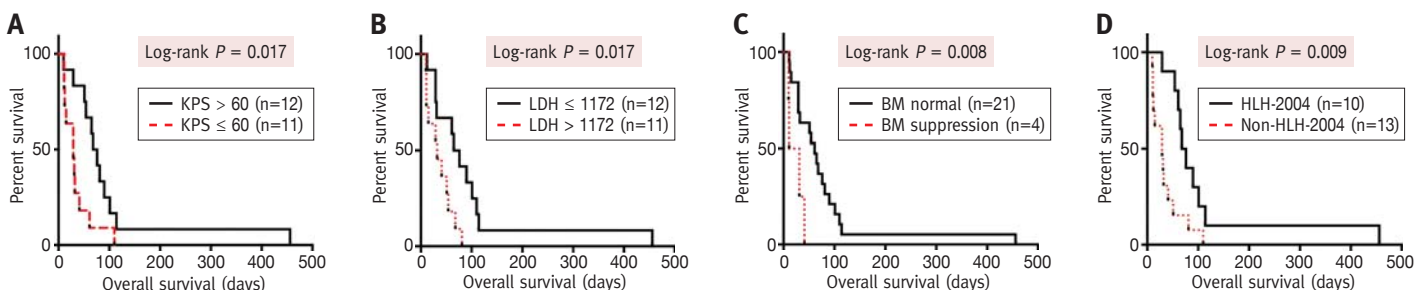 A
Log-rank P = 0.017
KPS > 60 (n=12)
KPS ≤ 60 (n=11)
Percent survival
100
50
0
0 100 200 300 400 500
Overall survival (days)
B
Log-rank P = 0.017
LDH ≤ 1172 (n=12)
LDH > 1172 (n=11)
Percent survival
100
50
0
0 100 200 300 400 500
Overall survival (days)
C
Log-rank P = 0.008
BM normal (n=21)
BM suppression (n=4)
Percent survival
100
50
0
0 100 200 300 400 500
Overall survival (days)
D
Log-rank P = 0.009
HLH-2004 (n=10)
Non-HLH-2004 (n=13)
Percent survival
100
50
0
0 100 200 300 400 500
Overall survival (days)